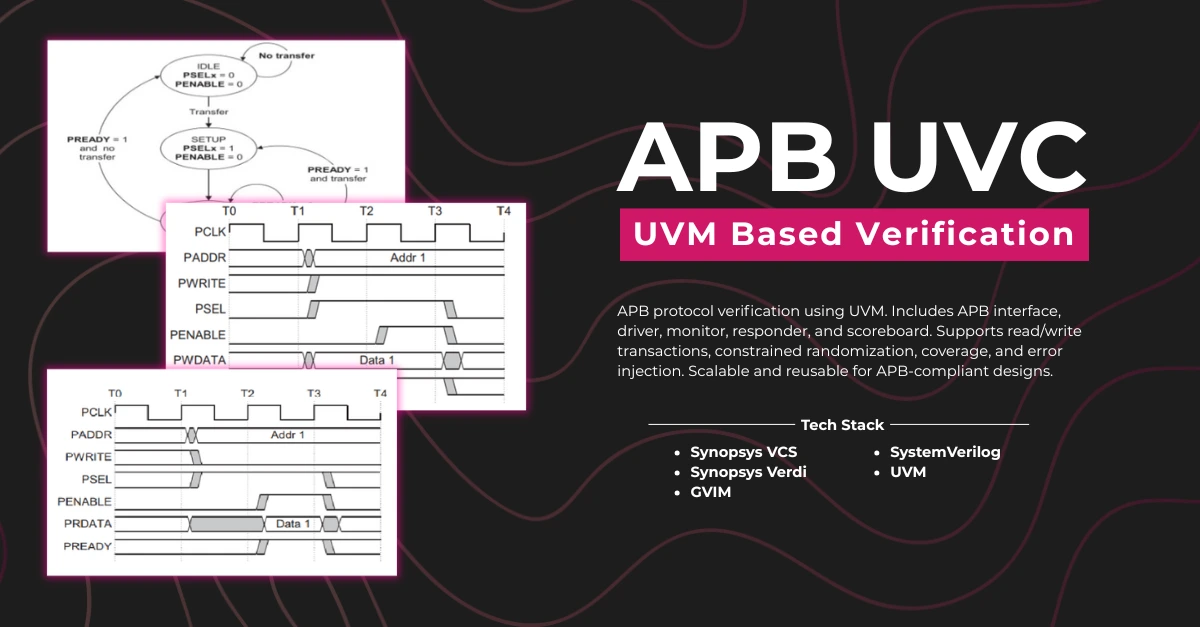 No transfer
IDLE
PSELx = 0
PENABLE = 0
Transfer
PREADY = 1
and no
transfer
SETUP
PSELx = 1
PENABLE = 0
PREADY = 1
and transfer
T0 T1 T2 T3 T4
PCLK
PADDR Addr 1
PWRITE
PSEL
PENABLE
PWDATA Data 1
T0 T1 T2 T3 T4
PCLK
PADDR Addr 1
PWRITE
PSEL
PENABLE
PRDATA Data 1
PREADY
APB UVC
UVM Based Verification
APB protocol verification using UVM. Includes APB interface,
driver, monitor, responder, and scoreboard. Supports read/write
transactions, constrained randomization, coverage, and error
injection. Scalable and reusable for APB-compliant designs.
Tech Stack
• Synopsys VCS
• Synopsys Verdi
• GVIM
• SystemVerilog
• UVM